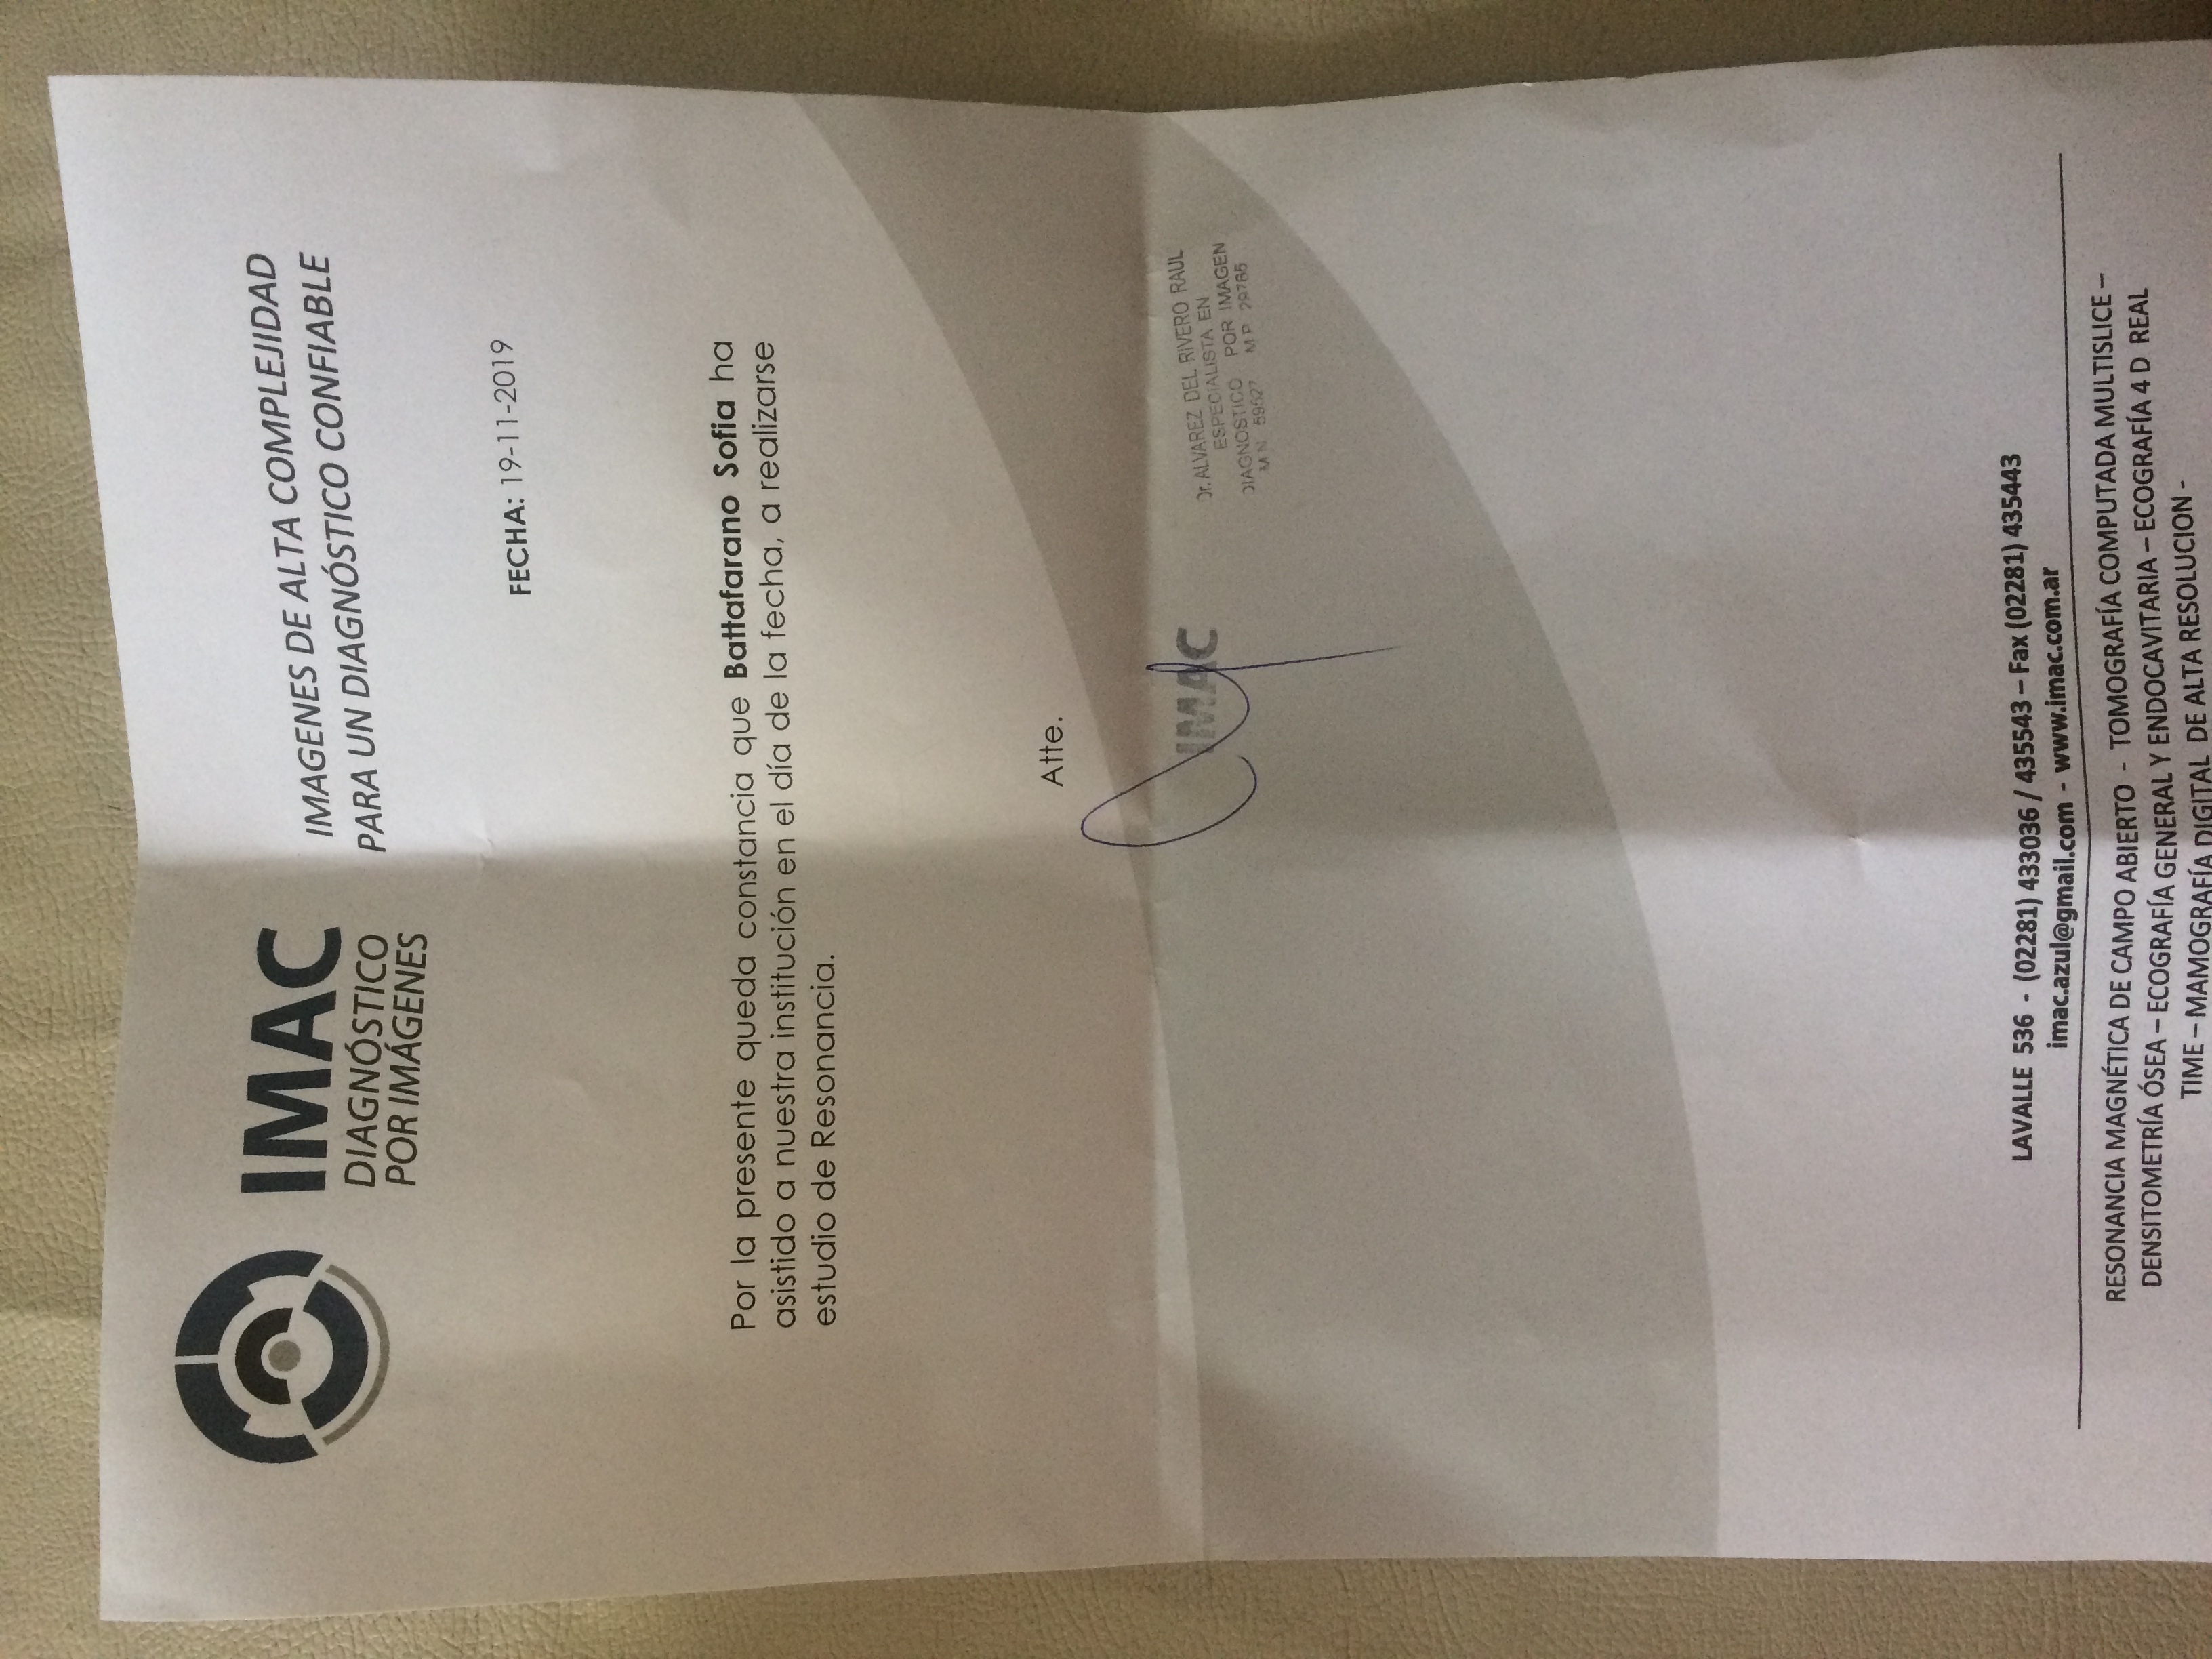 IMAC
DIAGNÓSTICO
POR IMÁGENES
IMAGENES DE ALTA COMPLEJIDAD
PARA UN DIAGNÓSTICO CONFIABLE
FECHA: 19-11-2019
Por la presente queda constancia que Battafarano Sofia ha
asistido a nuestra institución en el día de la fecha, a realizarse
estudio de Resonancia.
Atte.
IMAC
Dr. ALVAREZ DEL RIVERO RAUL
ESPECIALISTA EN
DIAGNOSTICO POR IMAGEN
M N 59527 M P 29765
LAVALLE 536 - (02281) 433036 / 435543 – Fax (02281) 435443
imac.azul@gmail.com - www.imac.com.ar
RESONANCIA MAGNÉTICA DE CAMPO ABIERTO - TOMOGRAFÍA COMPUTADA MULTISLICE –
DENSITOMETRÍA ÓSEA – ECOGRAFÍA GENERAL Y ENDOCAVITARIA – ECOGRAFÍA 4 D REAL
TIME – MAMOGRAFÍA DIGITAL DE ALTA RESOLUCION -